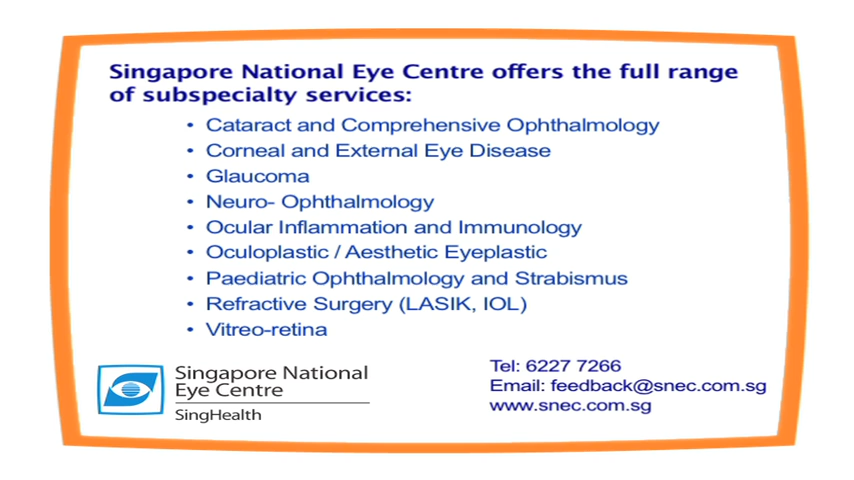 Singapore National Eye Centre offers the full range
of subspecialty services:
• Cataract and Comprehensive Ophthalmology
• Corneal and External Eye Disease
• Glaucoma
• Neuro- Ophthalmology
• Ocular Inflammation and Immunology
• Oculoplastic / Aesthetic Eyeplastic
• Paediatric Ophthalmology and Strabismus
• Refractive Surgery (LASIK, IOL)
• Vitreo-retina
Singapore National
Eye Centre
SingHealth
Tel: 6227 7266
Email: feedback@snec.com.sg
www.snec.com.sg